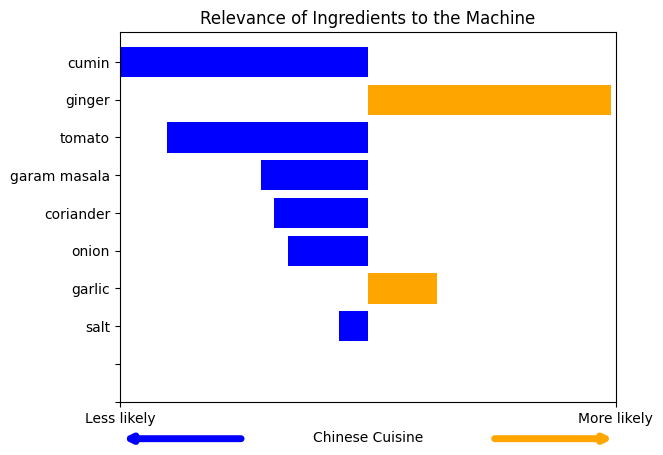 Relevance of Ingredients to the Machine
cumin
ginger
tomato
garam masala
coriander
onion
garlic
salt
Less likely
More likely
Chinese Cuisine